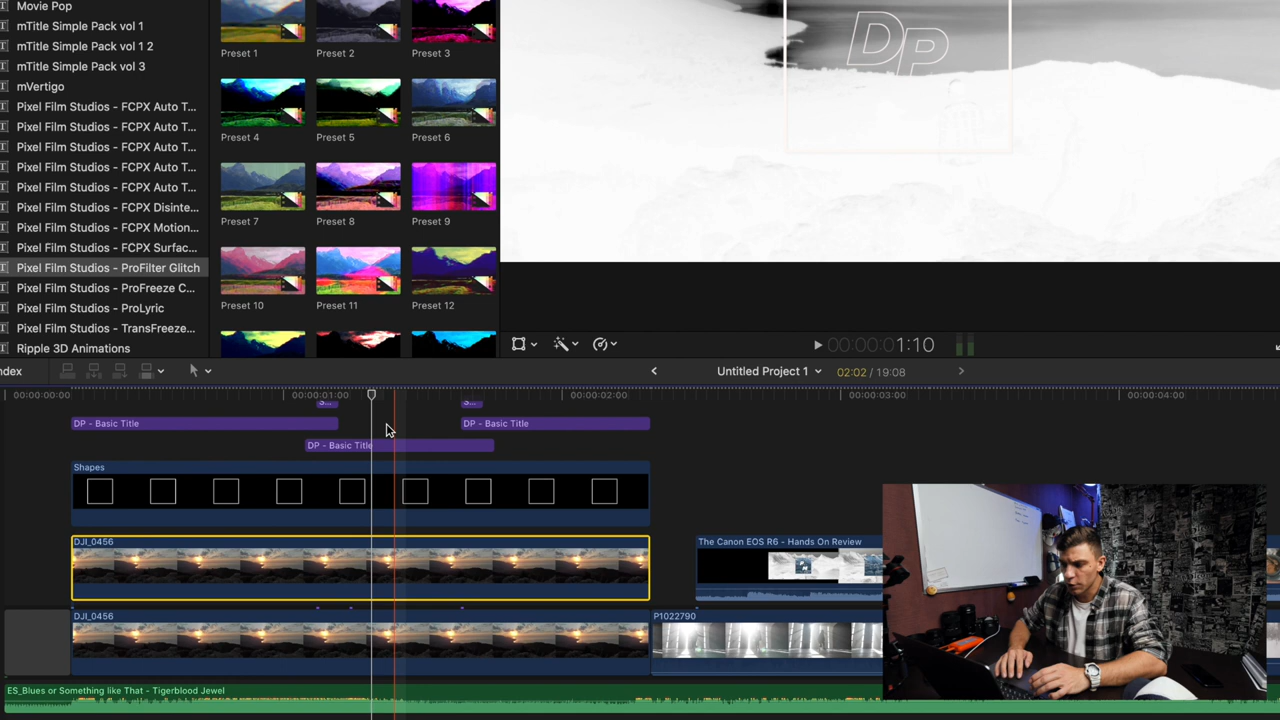 Movie Pop
mTitle Simple Pack vol 1
mTitle Simple Pack vol 1 2
mTitle Simple Pack vol 3
mVertigo
Pixel Film Studios - FCPX Auto T...
Pixel Film Studios - FCPX Auto T...
Pixel Film Studios - FCPX Auto T...
Pixel Film Studios - FCPX Auto T...
Pixel Film Studios - FCPX Auto T...
Pixel Film Studios - FCPX Disinte...
Pixel Film Studios - FCPX Motion...
Pixel Film Studios - FCPX Surfac...
Pixel Film Studios - ProFilter Glitch
Pixel Film Studios - ProFreeze C...
Pixel Film Studios - ProLyric
Pixel Film Studios - TransFreeze...
Ripple 3D Animations
Preset 1 Preset 2 Preset 3
Preset 4 Preset 5 Preset 6
Preset 7 Preset 8 Preset 9
Preset 10 Preset 11 Preset 12
DP
00:00:01:10
ndex
Untitled Project 1 02:02 / 19:08
00:00:00:00 00:00:01:00 00:00:02:00 00:00:03:00 00:00:04:00
S... S...
DP - Basic Title DP - Basic Title
DP - Basic Title
Shapes
DJI_0456 The Canon EOS R6 - Hands On Review
DJI_0456 P1022790
ES_Blues or Something like That - Tigerblood Jewel